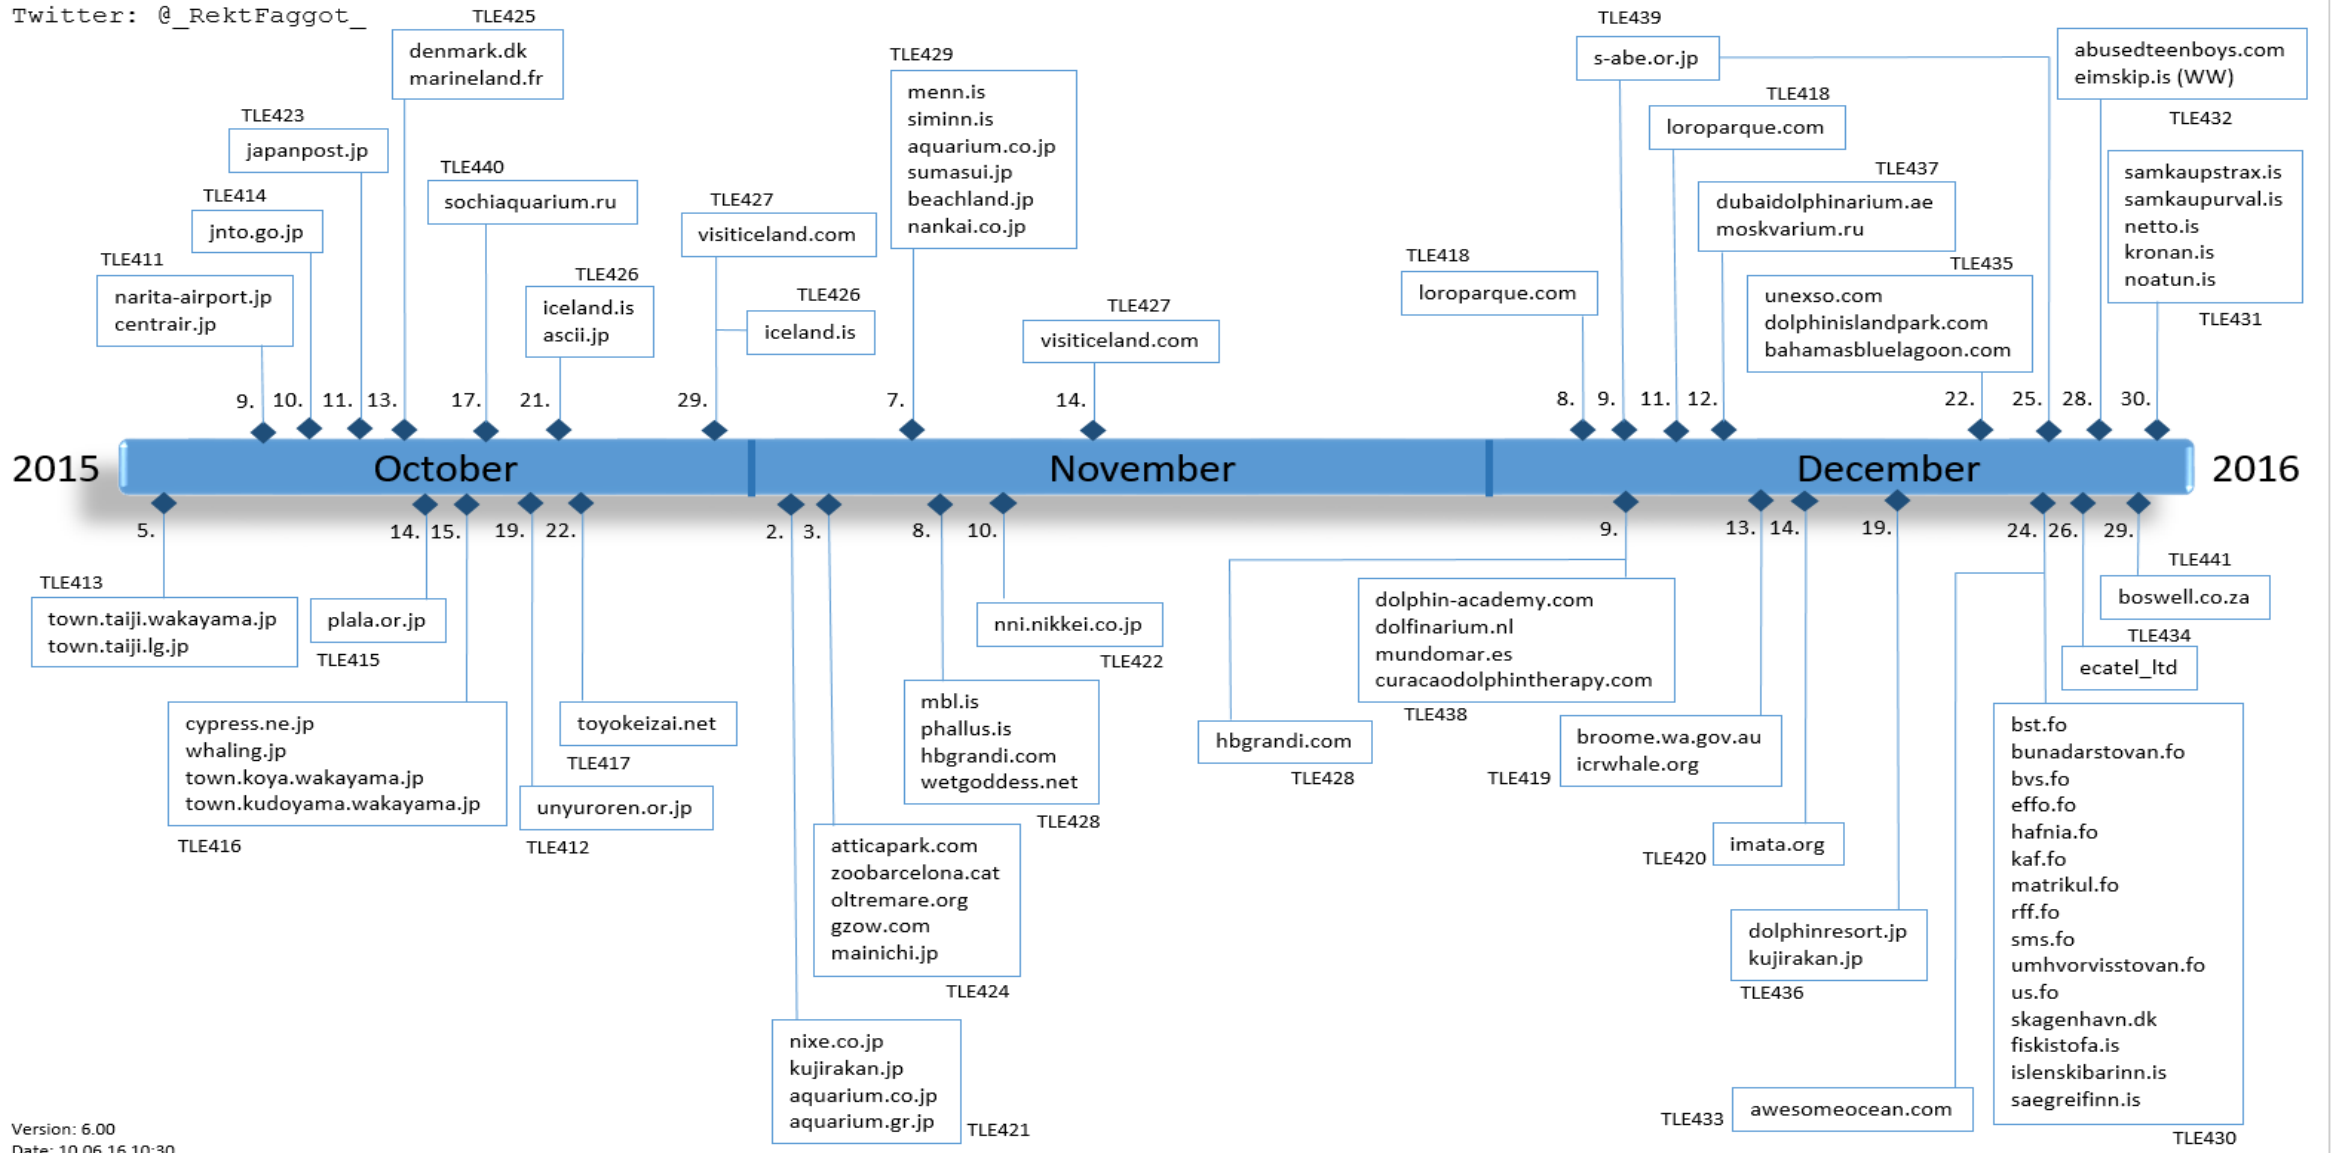 Twitter: @_RektFaggot_
TLE425
denmark.dk
marineland.fr
TLE423
japanpost.jp
TLE414
jnto.go.jp
TLE411
narita-airport.jp
centrair.jp
TLE440
sochiaquarium.ru
TLE426
iceland.is
ascii.jp
TLE427
visiticeland.com
TLE426
iceland.is
TLE429
menn.is
siminn.is
aquarium.co.jp
sumasui.jp
beachland.jp
nankai.co.jp
TLE427
visiticeland.com
TLE439
s-abe.or.jp
TLE418
loroparque.com
TLE418
loroparque.com
TLE437
dubaidolphinarium.ae
moskvarium.ru
TLE435
unexso.com
dolphinislandpark.com
bahamasbluelagoon.com
abusedteenboys.com
eimskip.is (WW)
TLE432
samkaupstrax.is
samkaupurval.is
netto.is
kronan.is
noatun.is
TLE431
9. 10. 11. 13. 17. 21. 29. 7. 14. 8. 9. 11. 12. 22. 25. 28. 30.
2015 October November December 2016
5. 14. 15. 19. 22. 2. 3. 8. 10. 9. 13. 14. 19. 24. 26. 29.
TLE413
town.taiji.wakayama.jp
town.taiji.lg.jp
plala.or.jp
TLE415
cypress.ne.jp
whaling.jp
town.koya.wakayama.jp
town.kudoyama.wakayama.jp
TLE416
toyokeizai.net
TLE417
unyuroren.or.jp
TLE412
nni.nikkei.co.jp
TLE422
mbl.is
phallus.is
hbgrandi.com
wetgoddess.net
TLE428
atticapark.com
zoobarcelona.cat
oltremare.org
gzow.com
mainichi.jp
TLE424
nixe.co.jp
kujirakan.jp
aquarium.co.jp
aquarium.gr.jp
TLE421
dolphin-academy.com
dolfinarium.nl
mundomar.es
curacaodolphintherapy.com
TLE438
hbgrandi.com
TLE428
broome.wa.gov.au
icrwhale.org
TLE419
imata.org
TLE420
dolphinresort.jp
kujirakan.jp
TLE436
awesomeocean.com
TLE433
TLE441
boswell.co.za
TLE434
ecatel_ltd
bst.fo
bunadarstovan.fo
bvs.fo
effo.fo
hafnia.fo
kaf.fo
matrikul.fo
rff.fo
sms.fo
umhvorvisstovan.fo
us.fo
skagenhavn.dk
fiskistofa.is
islenskibarinn.is
saegreifinn.is
TLE430
Version: 6.00
Date: 10.06.16 10:30